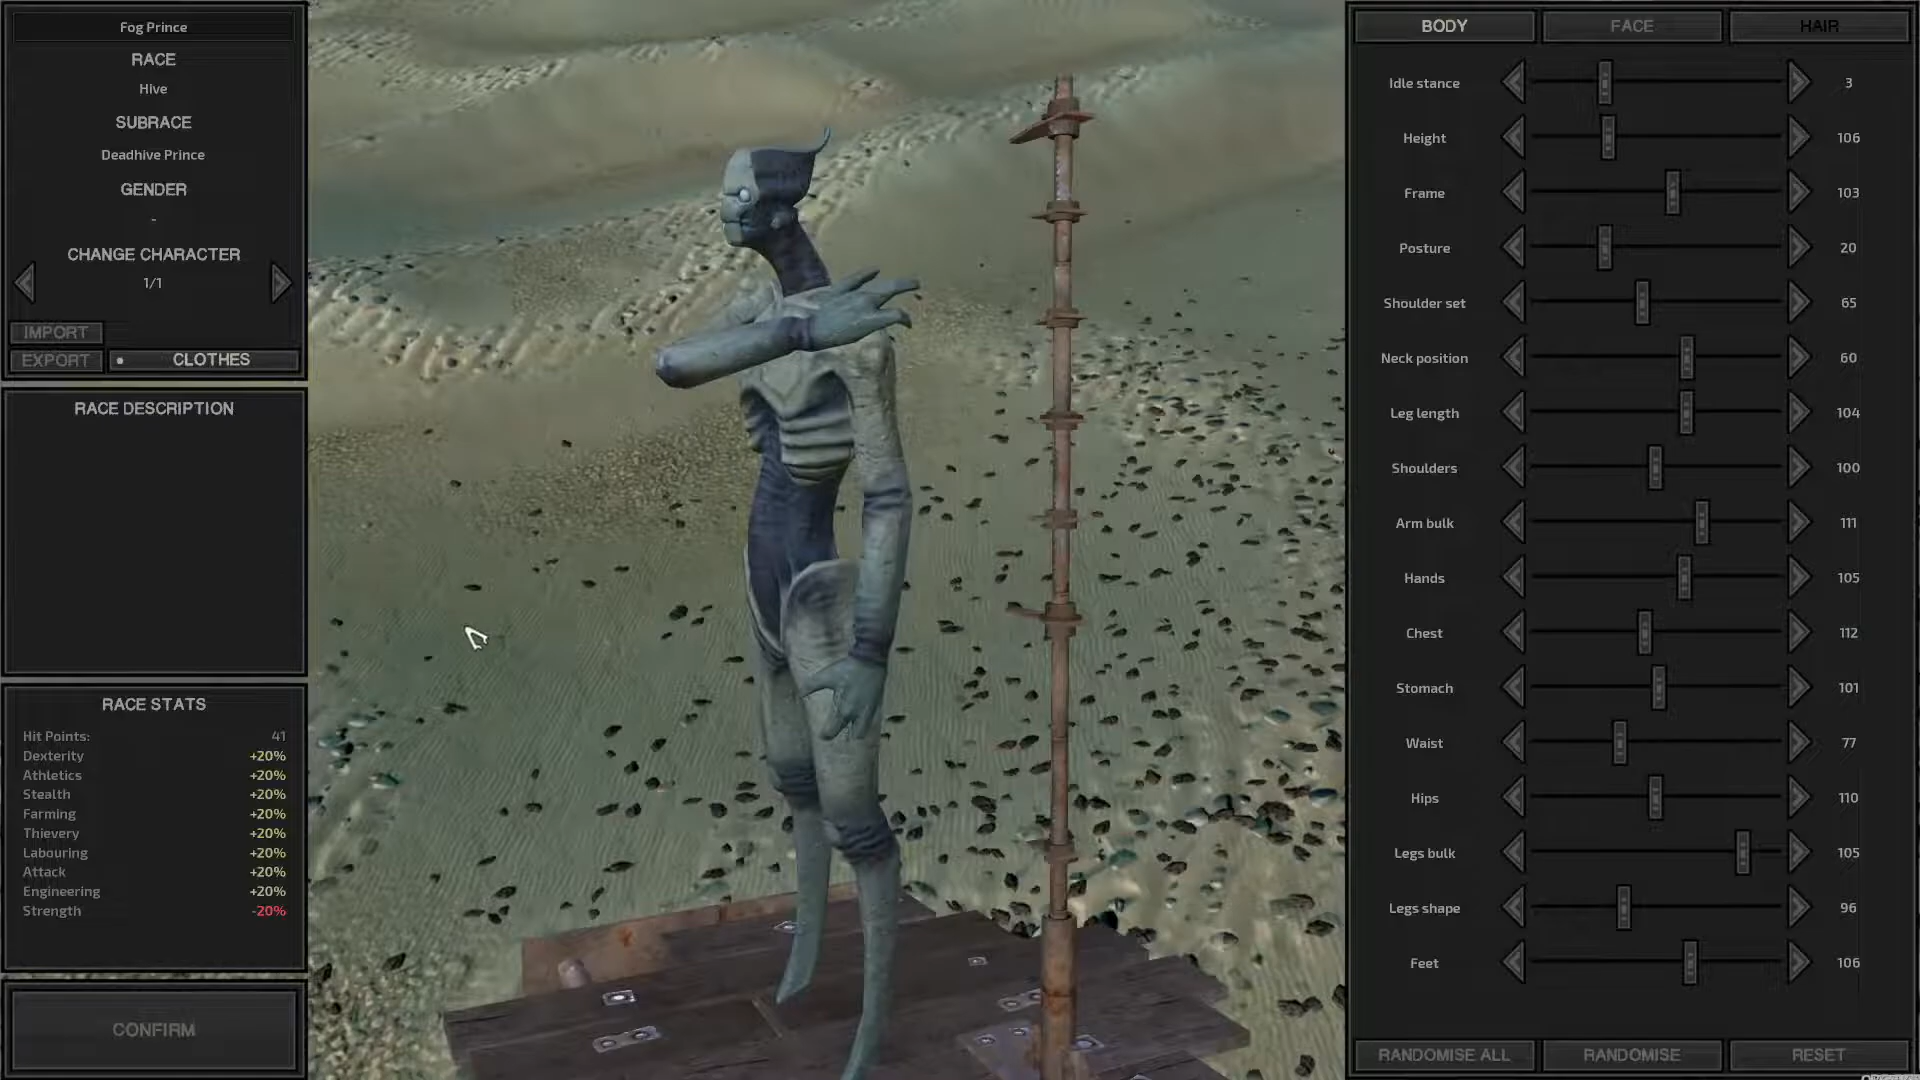 Fog Prince
RACE
Hive
SUBRACE
Deadhive Prince
GENDER
-
CHANGE CHARACTER
1/1
IMPORT
EXPORT
CLOTHES
RACE DESCRIPTION
RACE STATS
Hit Points: 41
Dexterity +20%
Athletics +20%
Stealth +20%
Farming +20%
Thievery +20%
Labouring +20%
Attack +20%
Engineering +20%
Strength -20%
CONFIRM
BODY FACE HAIR
Idle stance 3
Height 106
Frame 103
Posture 20
Shoulder set 65
Neck position 60
Leg length 104
Shoulders 100
Arm bulk 111
Hands 105
Chest 112
Stomach 101
Waist 77
Hips 110
Legs bulk 105
Legs shape 96
Feet 106
RANDOMISE ALL RANDOMISE RESET